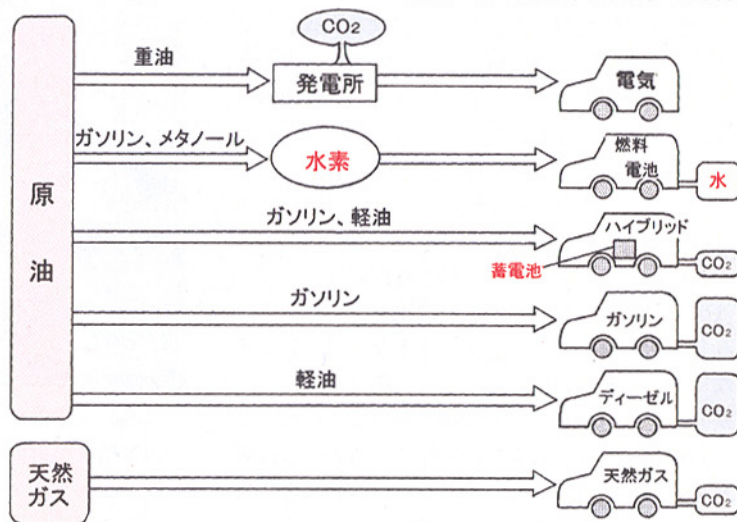 CO2
重油
発電所
電気
ガソリン、メタノール
水素
燃料
電池
水
原
油
ガソリン、軽油
ハイブリッド
蓄電池
CO2
ガソリン
ガソリン
CO2
軽油
ディーゼル
CO2
天然
ガス
天然ガス
CO2